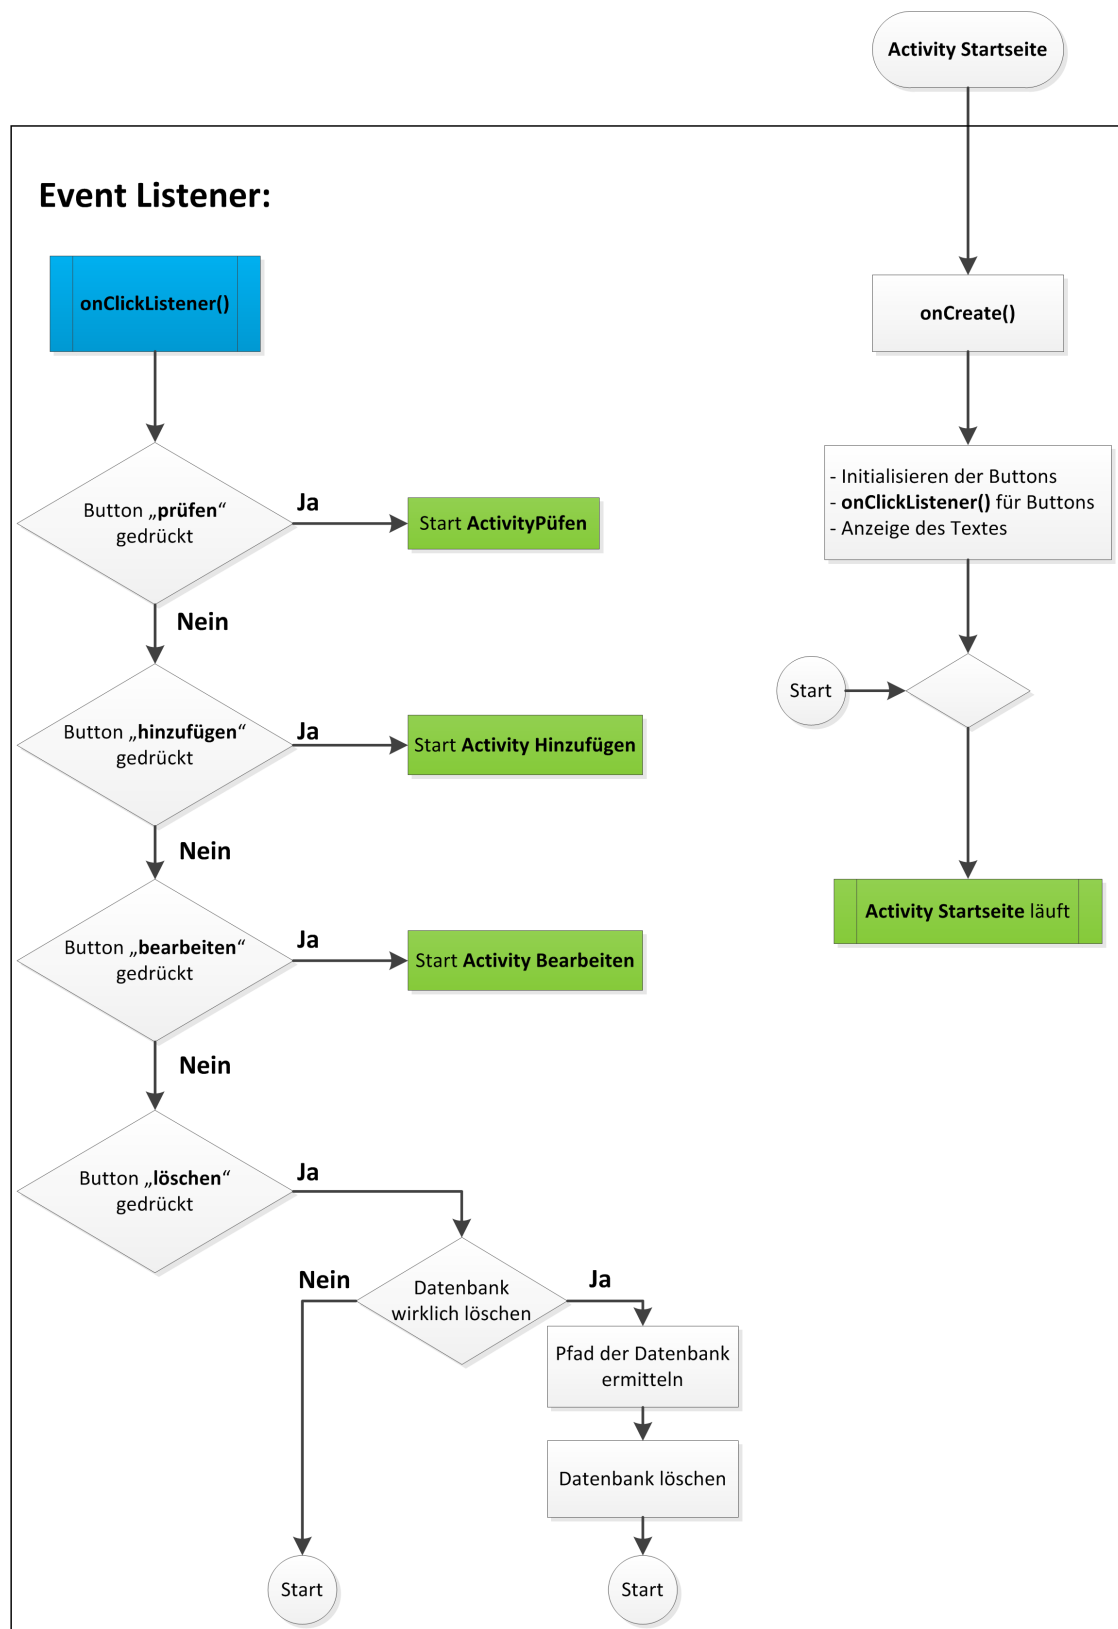 Activity Startseite
Event Listener:
onClickListener()
onCreate()
- Initialisieren der Buttons
- onClickListener() für Buttons
- Anzeige des Textes
Button „prüfen“
gedrückt
Ja
Start ActivityPüfen
Nein
Start
Button „hinzufügen“
gedrückt
Ja
Start Activity Hinzufügen
Nein
Activity Startseite läuft
Button „bearbeiten“
gedrückt
Ja
Start Activity Bearbeiten
Nein
Button „löschen“
gedrückt
Ja
Datenbank
wirklich löschen
Nein
Ja
Pfad der Datenbank
ermitteln
Datenbank löschen
Start
Start